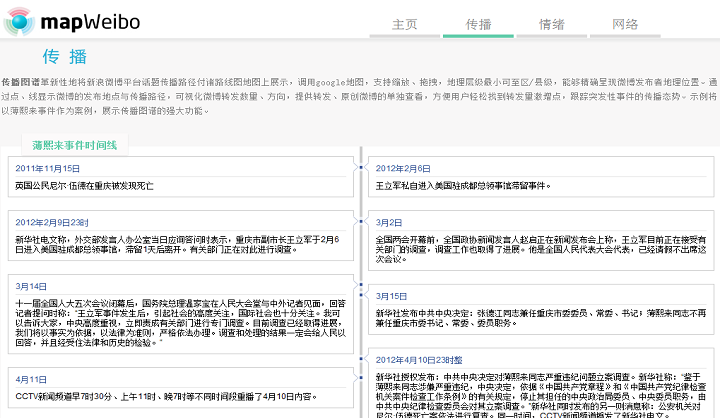 mapWeibo
主页 传播 情绪 网络
传 播
传播图谱革新性地将新浪微博平台话题传播路径付诸路线图地图上展示，调用google地图，支持缩放、拖拽，地理层级最小可至区/县级，能够精确呈现微博发布者地理位置。通
过点、线显示微博的发布地点与传播路径，可视化微博转发数量、方向，提供转发、原创微博的单独查看，方便用户轻松找到转发量激增点，跟踪突发性事件的传播态势。示例将
以薄熙来事件作为案例，展示传播图谱的强大功能。
薄熙来事件时间线
2011年11月15日
英国公民尼尔·伍德在重庆被发现死亡
2012年2月6日
王立军私自进入美国驻成都总领事馆滞留事件。
2012年2月9日23时
新华社电文称，外交部发言人办公室当日应询答问时表示，重庆市副市长王立军于2月6
日进入美国驻成都总领事馆，滞留1天后离开。有关部门正在对此进行调查。
3月2日
全国两会开幕前，全国政协新闻发言人赵启正在新闻发布会上称，王立军目前正在接受有
关部门的调查，调查工作也取得了进展。他是全国人民代表大会代表，已经请假不出席这
次会议。
3月14日
十一届全国人大五次会议闭幕后，国务院总理温家宝在人民大会堂与中外记者见面，回答
记者提问时称：“王立军事件发生后，引起社会的高度关注，国际社会也十分关注。我可
以告诉大家，中央高度重视，立即责成有关部门进行专门调查。目前调查已经取得进展，
我们将以事实为依据，以法律为准则，严格依法办理。调查和处理的结果一定会给人民以
回答，并且经受住法律和历史的检验。”
3月15日
新华社发布中共中央决定：张德江同志兼任重庆市委委员、常委、书记；薄熙来同志不再
兼任重庆市委书记、常委、委员职务。
4月11日
CCTV新闻频道早7时30分、上午11时、晚7时等不同时间段重播了4月10日内容。
2012年4月10日23时整
新华社授权发布：中共中央决定对薄熙来同志严重违纪问题立案调查。新华社称：“鉴于
薄熙来同志涉嫌严重违纪，中央决定，依据《中国共产党章程》和《中国共产党纪律检查
机关案件检查工作条例》的有关规定，停止其担任的中央政治局委员、中央委员职务，由
中共中央纪律检查委员会对其立案调查。”新华社同时发布的另一则消息称：公安机关对
尼尔·伍德死亡案依法进行复查。同一时间，CCTV新闻频道播发了新华社电文。